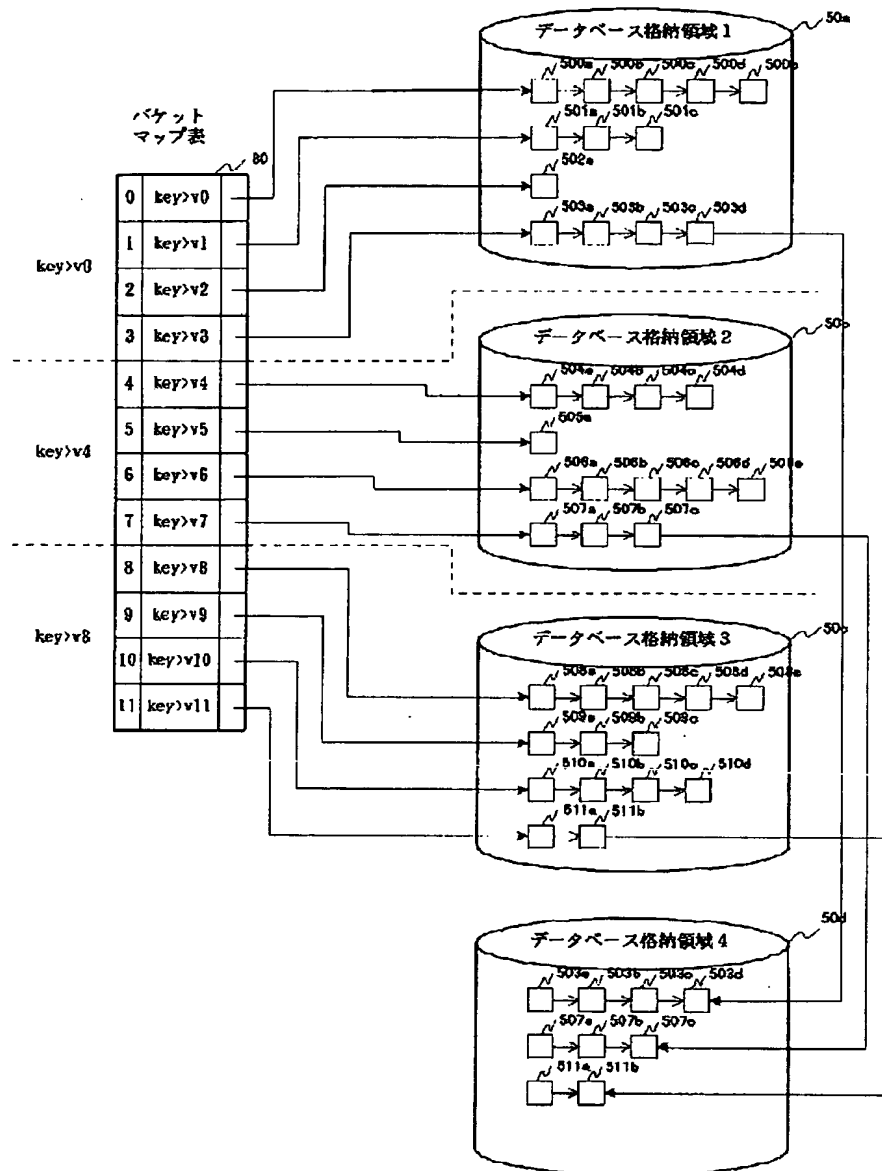 データベース格納領域1
50a
500a 500b 500c 500d 500e
501a 501b 501c
502a
503a 503b 503c 503d
バケット
マップ表
80
key>v0
0 key>v0
1 key>v1
2 key>v2
3 key>v3
key>v4
4 key>v4
5 key>v5
6 key>v6
7 key>v7
key>v8
8 key>v8
9 key>v9
10 key>v10
11 key>v11
データベース格納領域2
50b
504a 504b 504c 504d
505a
506a 506b 506c 506d 506e
507a 507b 507c
データベース格納領域3
50c
508a 508b 508c 508d 508e
509a 509b 509c
510a 510b 510c 510d
511a 511b
データベース格納領域4
50d
503a 503b 503c 503d
507a 507b 507c
511a 511b